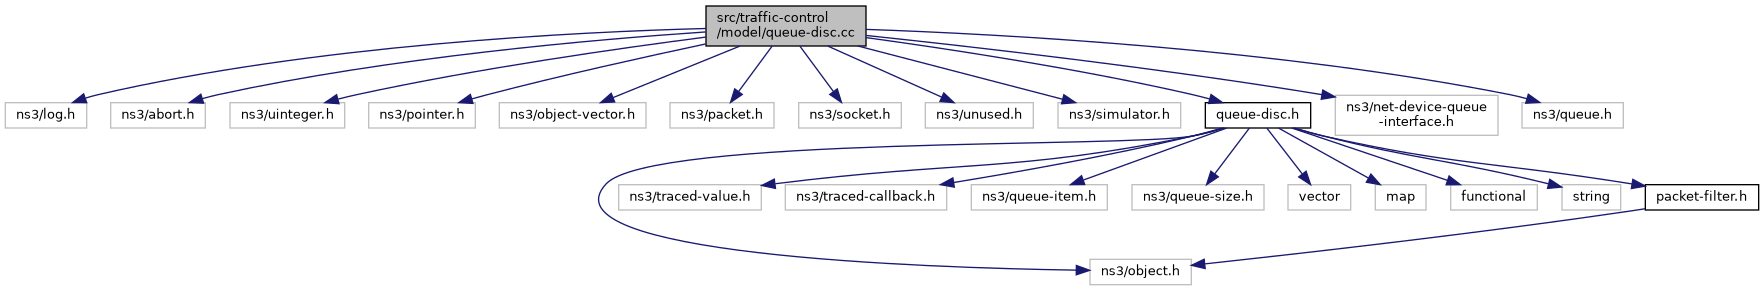 src/traffic-control
/model/queue-disc.cc
ns3/log.h
ns3/abort.h
ns3/uinteger.h
ns3/pointer.h
ns3/object-vector.h
ns3/packet.h
ns3/socket.h
ns3/unused.h
ns3/simulator.h
queue-disc.h
ns3/net-device-queue
-interface.h
ns3/queue.h
ns3/traced-value.h
ns3/traced-callback.h
ns3/queue-item.h
ns3/queue-size.h
vector
map
functional
string
packet-filter.h
ns3/object.h